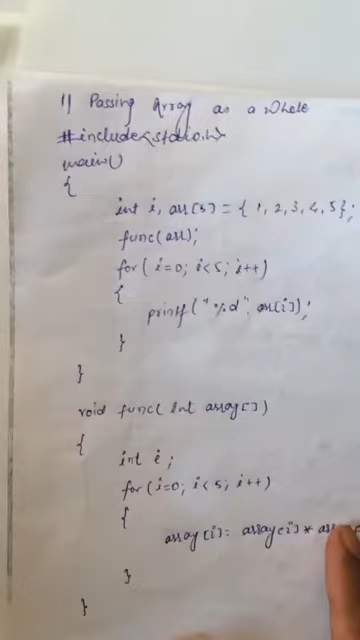 // Passing Array as a Whole
#include<stdio.h>
main()
{
int i, arr[5] = { 1, 2, 3, 4, 5};
func(arr);
for( i=0; i<5; i++)
{
printf("%d", arr[i]);
}
}
void func( int array[])
{
int i;
for(i=0; i<5; i++)
{
array[i]= array[i]*
}
}